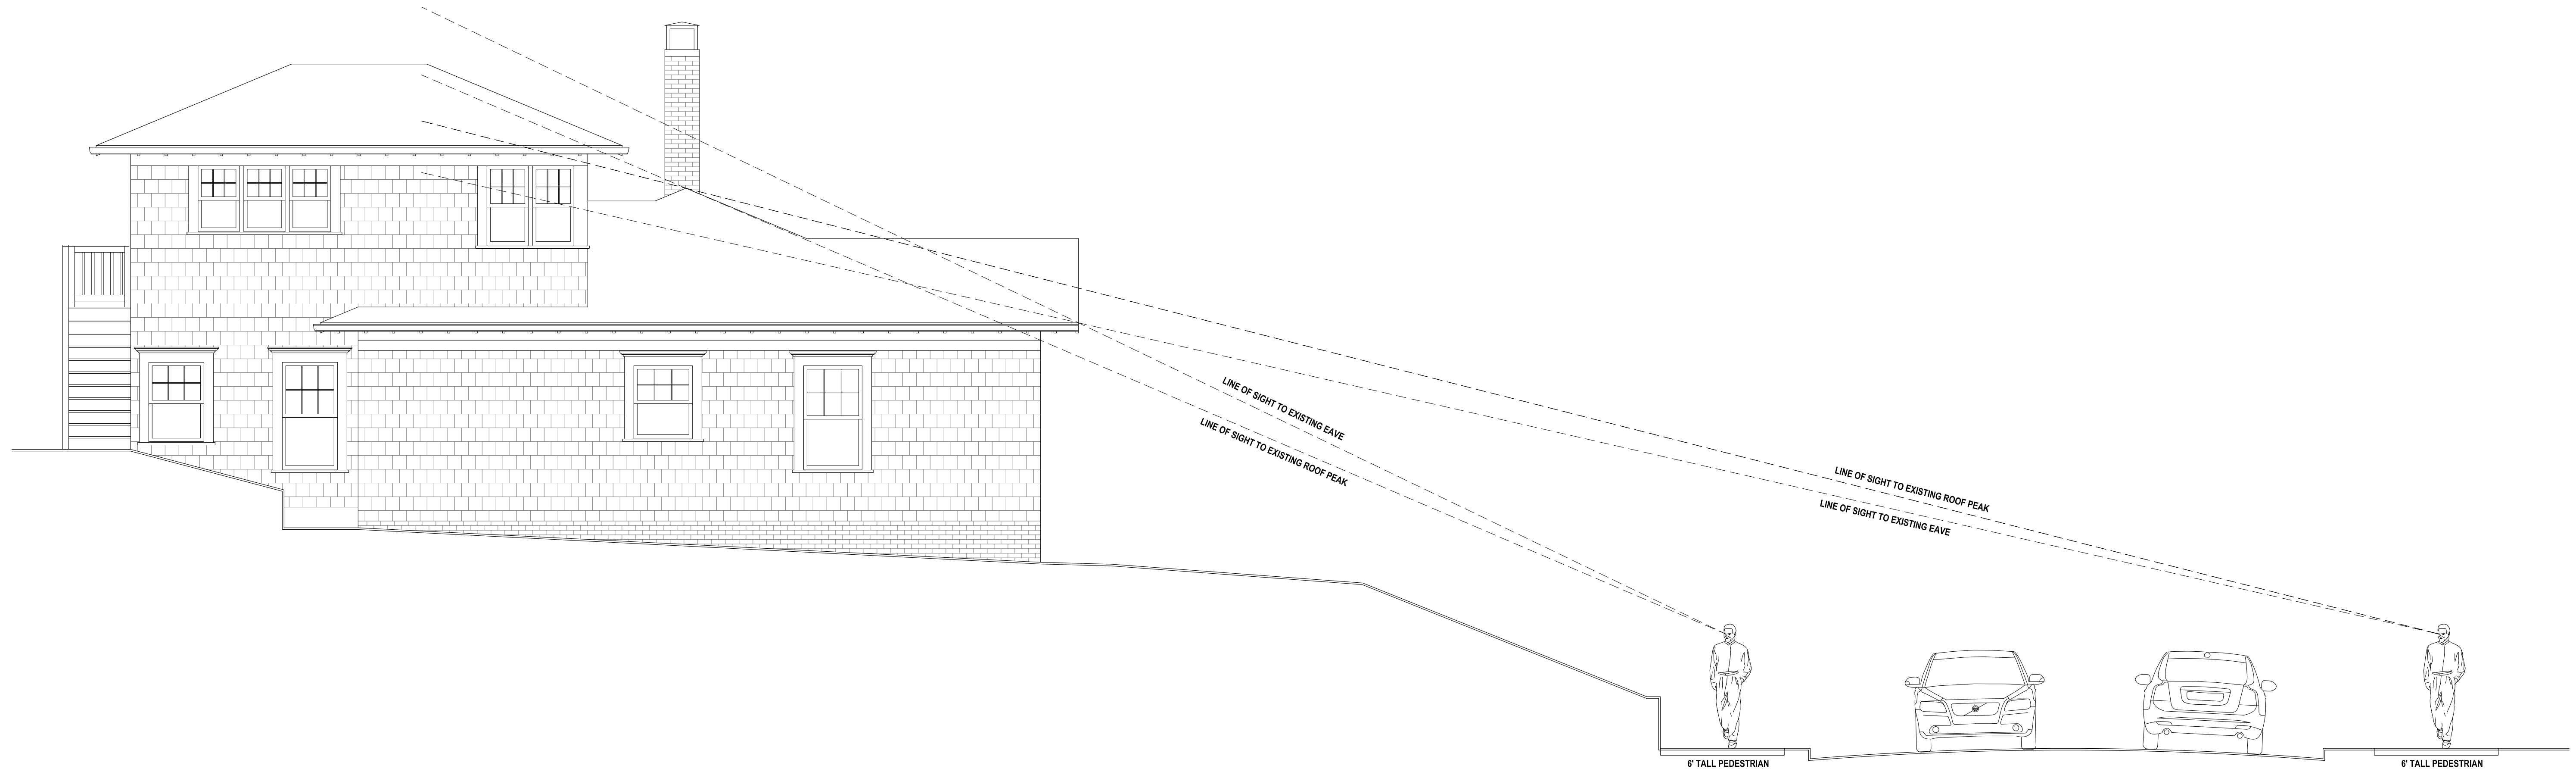 LINE OF SIGHT TO EXISTING EAVE
LINE OF SIGHT TO EXISTING ROOF PEAK
LINE OF SIGHT TO EXISTING ROOF PEAK
LINE OF SIGHT TO EXISTING EAVE
6' TALL PEDESTRIAN
6' TALL PEDESTRIAN